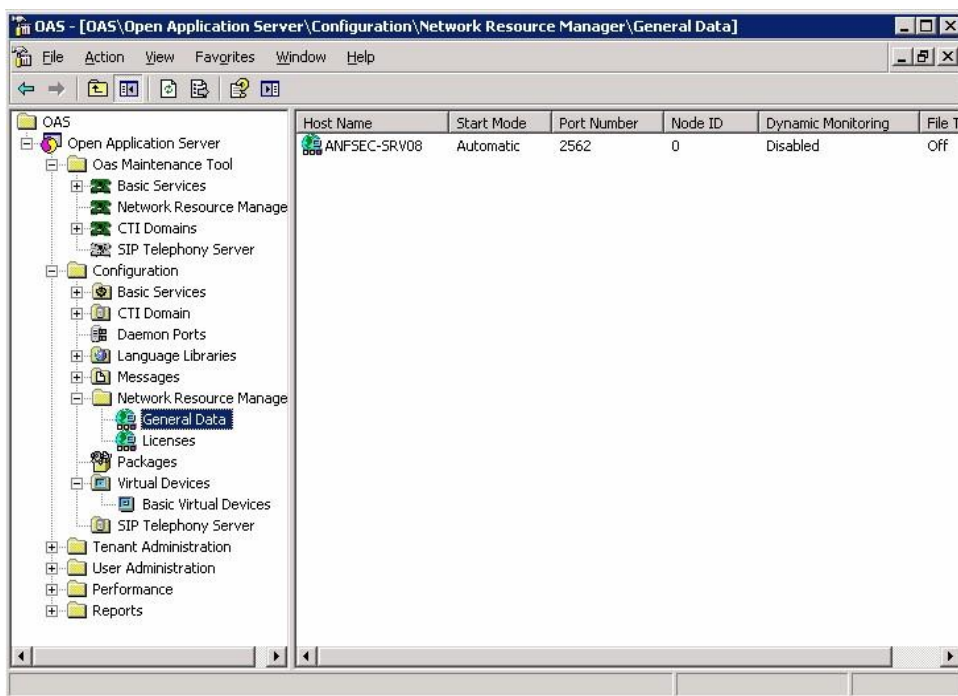 OAS - [OAS\Open Application Server\Configuration\Network Resource Manager\General Data]
File Action View Favorites Window Help
OAS
Open Application Server
Oas Maintenance Tool
Basic Services
Network Resource Manage
CTI Domains
SIP Telephony Server
Configuration
Basic Services
CTI Domain
Daemon Ports
Language Libraries
Messages
Network Resource Manage
General Data
Licenses
Packages
Virtual Devices
Basic Virtual Devices
SIP Telephony Server
Tenant Administration
User Administration
Performance
Reports
Host Name Start Mode Port Number Node ID Dynamic Monitoring File T
ANFSEC-SRV08 Automatic 2562 0 Disabled Off